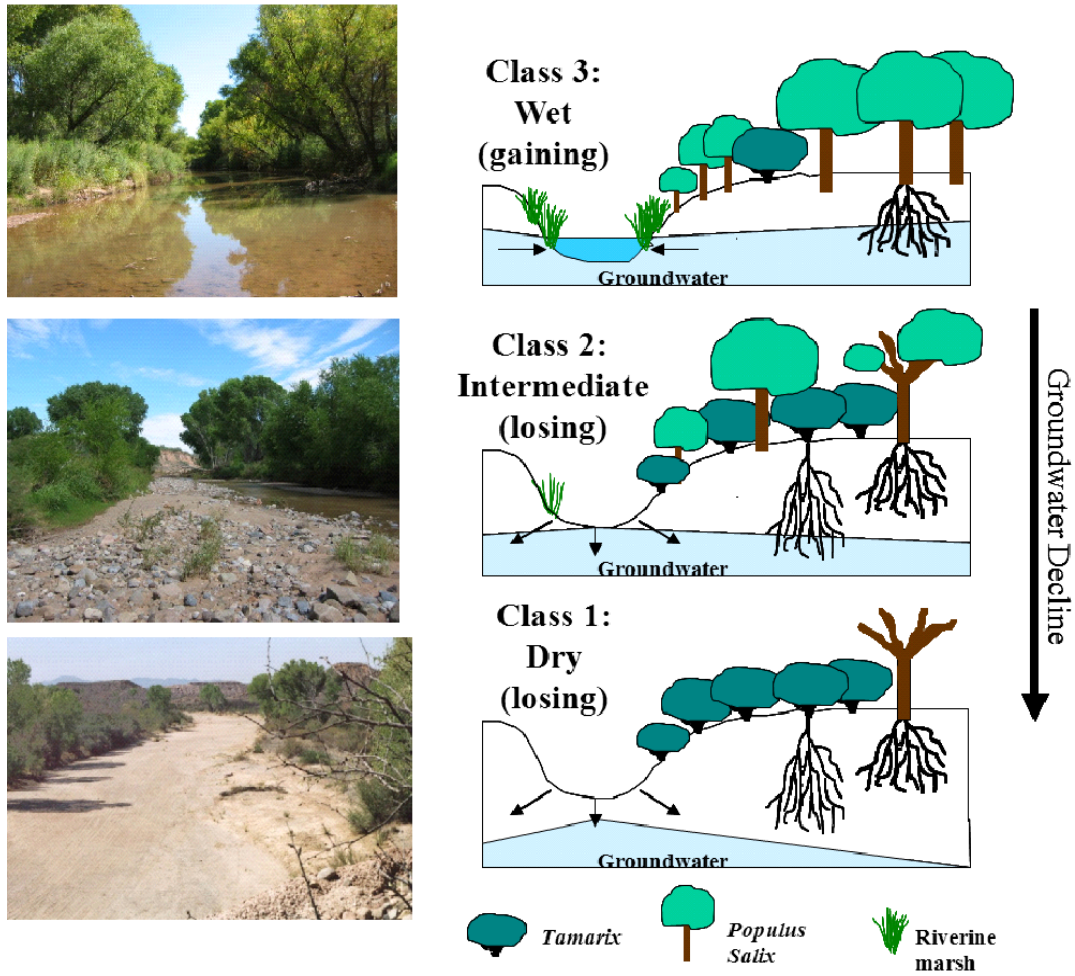 Class 3:
Wet
(gaining)
Groundwater
Class 2:
Intermediate
(losing)
Groundwater
Class 1:
Dry
(losing)
Groundwater
Groundwater Decline
Tamarix
Populus
Salix
Riverine
marsh